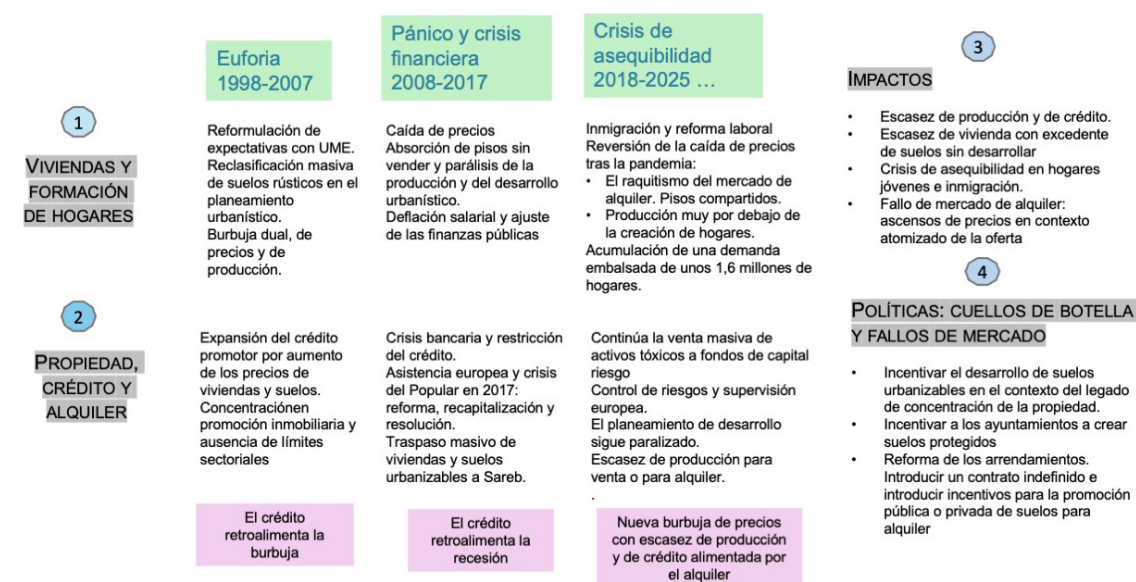 Euforia
1998-2007
Pánico y crisis
financiera
2008-2017
Crisis de
asequibilidad
2018-2025 …
1
VIVIENDAS Y
FORMACIÓN
DE HOGARES
Reformulación de
expectativas con UME.
Reclasificación masiva
de suelos rústicos en el
planeamiento
urbanístico.
Burbuja dual, de
precios y de
producción.
Caída de precios
Absorción de pisos sin
vender y parálisis de la
producción y del desarrollo
urbanístico.
Deflación salarial y ajuste
de las finanzas públicas
Inmigración y reforma laboral
Reversión de la caída de precios
tras la pandemia:
• El raquitismo del mercado de
alquiler. Pisos compartidos.
• Producción muy por debajo de
la creación de hogares.
Acumulación de una demanda
embalsada de unos 1,6 millones de
hogares.
2
PROPIEDAD,
CRÉDITO Y
ALQUILER
Expansión del crédito
promotor por aumento
de los precios de
viviendas y suelos.
Concentraciónen
promoción inmobiliaria y
ausencia de límites
sectoriales
Crisis bancaria y restricción
del crédito.
Asistencia europea y crisis
del Popular en 2017:
reforma, recapitalización y
resolución.
Traspaso masivo de
viviendas y suelos
urbanizables a Sareb.
Continúa la venta masiva de
activos tóxicos a fondos de capital
riesgo
Control de riesgos y supervisión
europea.
El planeamiento de desarrollo
sigue paralizado.
Escasez de producción para
venta o para alquiler.
.
El crédito
retroalimenta la
burbuja
El crédito
retroalimenta la
recesión
Nueva burbuja de precios
con escasez de producción
y de crédito alimentada por
el alquiler
3
IMPACTOS
• Escasez de producción y de crédito.
• Escasez de vivienda con excedente
de suelos sin desarrollar
• Crisis de asequibilidad en hogares
jóvenes e inmigración.
• Fallo de mercado de alquiler:
ascensos de precios en contexto
atomizado de la oferta
4
POLÍTICAS: CUELLOS DE BOTELLA
Y FALLOS DE MERCADO
• Incentivar el desarrollo de suelos
urbanizables en el contexto del legado
de concentración de la propiedad.
• Incentivar a los ayuntamientos a crear
suelos protegidos
• Reforma de los arrendamientos.
Introducir un contrato indefinido e
introducir incentivos para la promoción
pública o privada de suelos para
alquiler